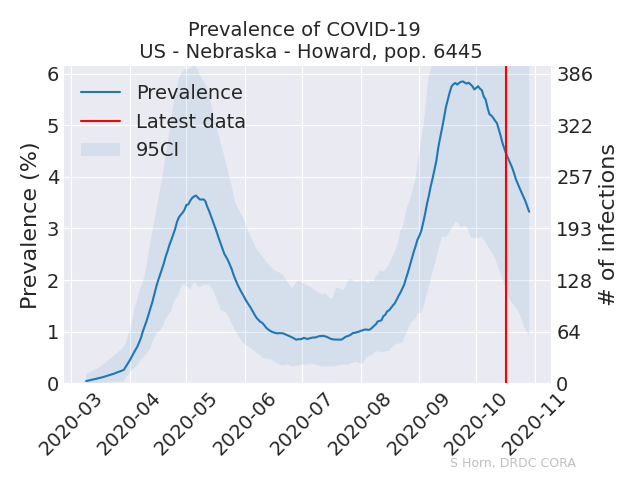 Prevalence of COVID-19
US - Nebraska - Howard, pop. 6445
Prevalence
Latest data
95CI
Prevalence (%)
6
5
4
3
2
1
0
386
322
257
193
128
64
0
# of infections
2020-03
2020-04
2020-05
2020-06
2020-07
2020-08
2020-09
2020-10
2020-11
S Horn, DRDC CORA